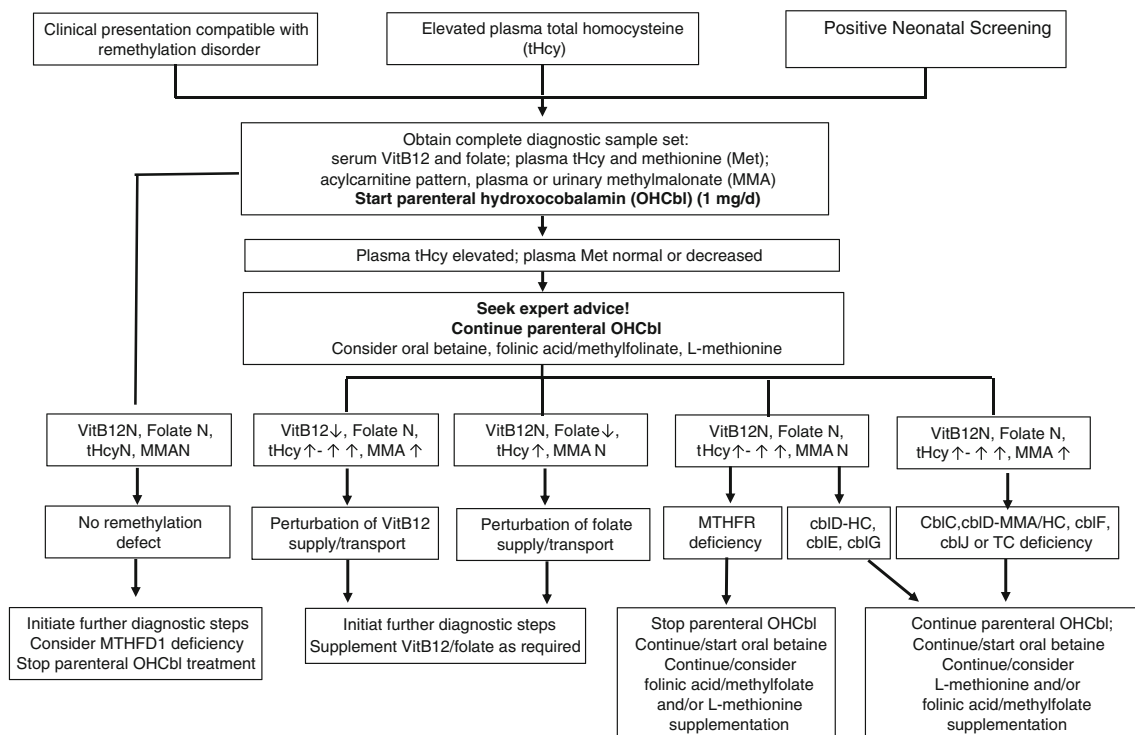 Clinical presentation compatible with
remethylation disorder
Elevated plasma total homocysteine
(tHcy)
Positive Neonatal Screening
Obtain complete diagnostic sample set:
serum VitB12 and folate; plasma tHcy and methionine (Met);
acylcarnitine pattern, plasma or urinary methylmalonate (MMA)
Start parenteral hydroxocobalamin (OHCbl) (1 mg/d)
Plasma tHcy elevated; plasma Met normal or decreased
Seek expert advice!
Continue parenteral OHCbl
Consider oral betaine, folinic acid/methylfolinate, L-methionine
VitB12N, Folate N,
tHcyN, MMAN
VitB12↓, Folate N,
tHcy↑- ↑ ↑, MMA ↑
VitB12N, Folate↓,
tHcy↑, MMA N
VitB12N, Folate N,
tHcy↑- ↑ ↑, MMA N
VitB12N, Folate N,
tHcy↑- ↑ ↑, MMA ↑
No remethylation
defect
Perturbation of VitB12
supply/transport
Perturbation of folate
supply/transport
MTHFR
deficiency
cblD-HC,
cblE, cblG
CblC,cblD-MMA/HC, cblF,
cblJ or TC deficiency
Initiate further diagnostic steps
Consider MTHFD1 deficiency
Stop parenteral OHCbl treatment
Initiat further diagnostic steps
Supplement VitB12/folate as required
Stop parenteral OHCbl
Continue/start oral betaine
Continue/consider
folinic acid/methylfolate
and/or L-methionine
supplementation
Continue parenteral OHCbl;
Continue/start oral betaine
Continue/consider
L-methionine and/or
folinic acid/methylfolate
supplementation